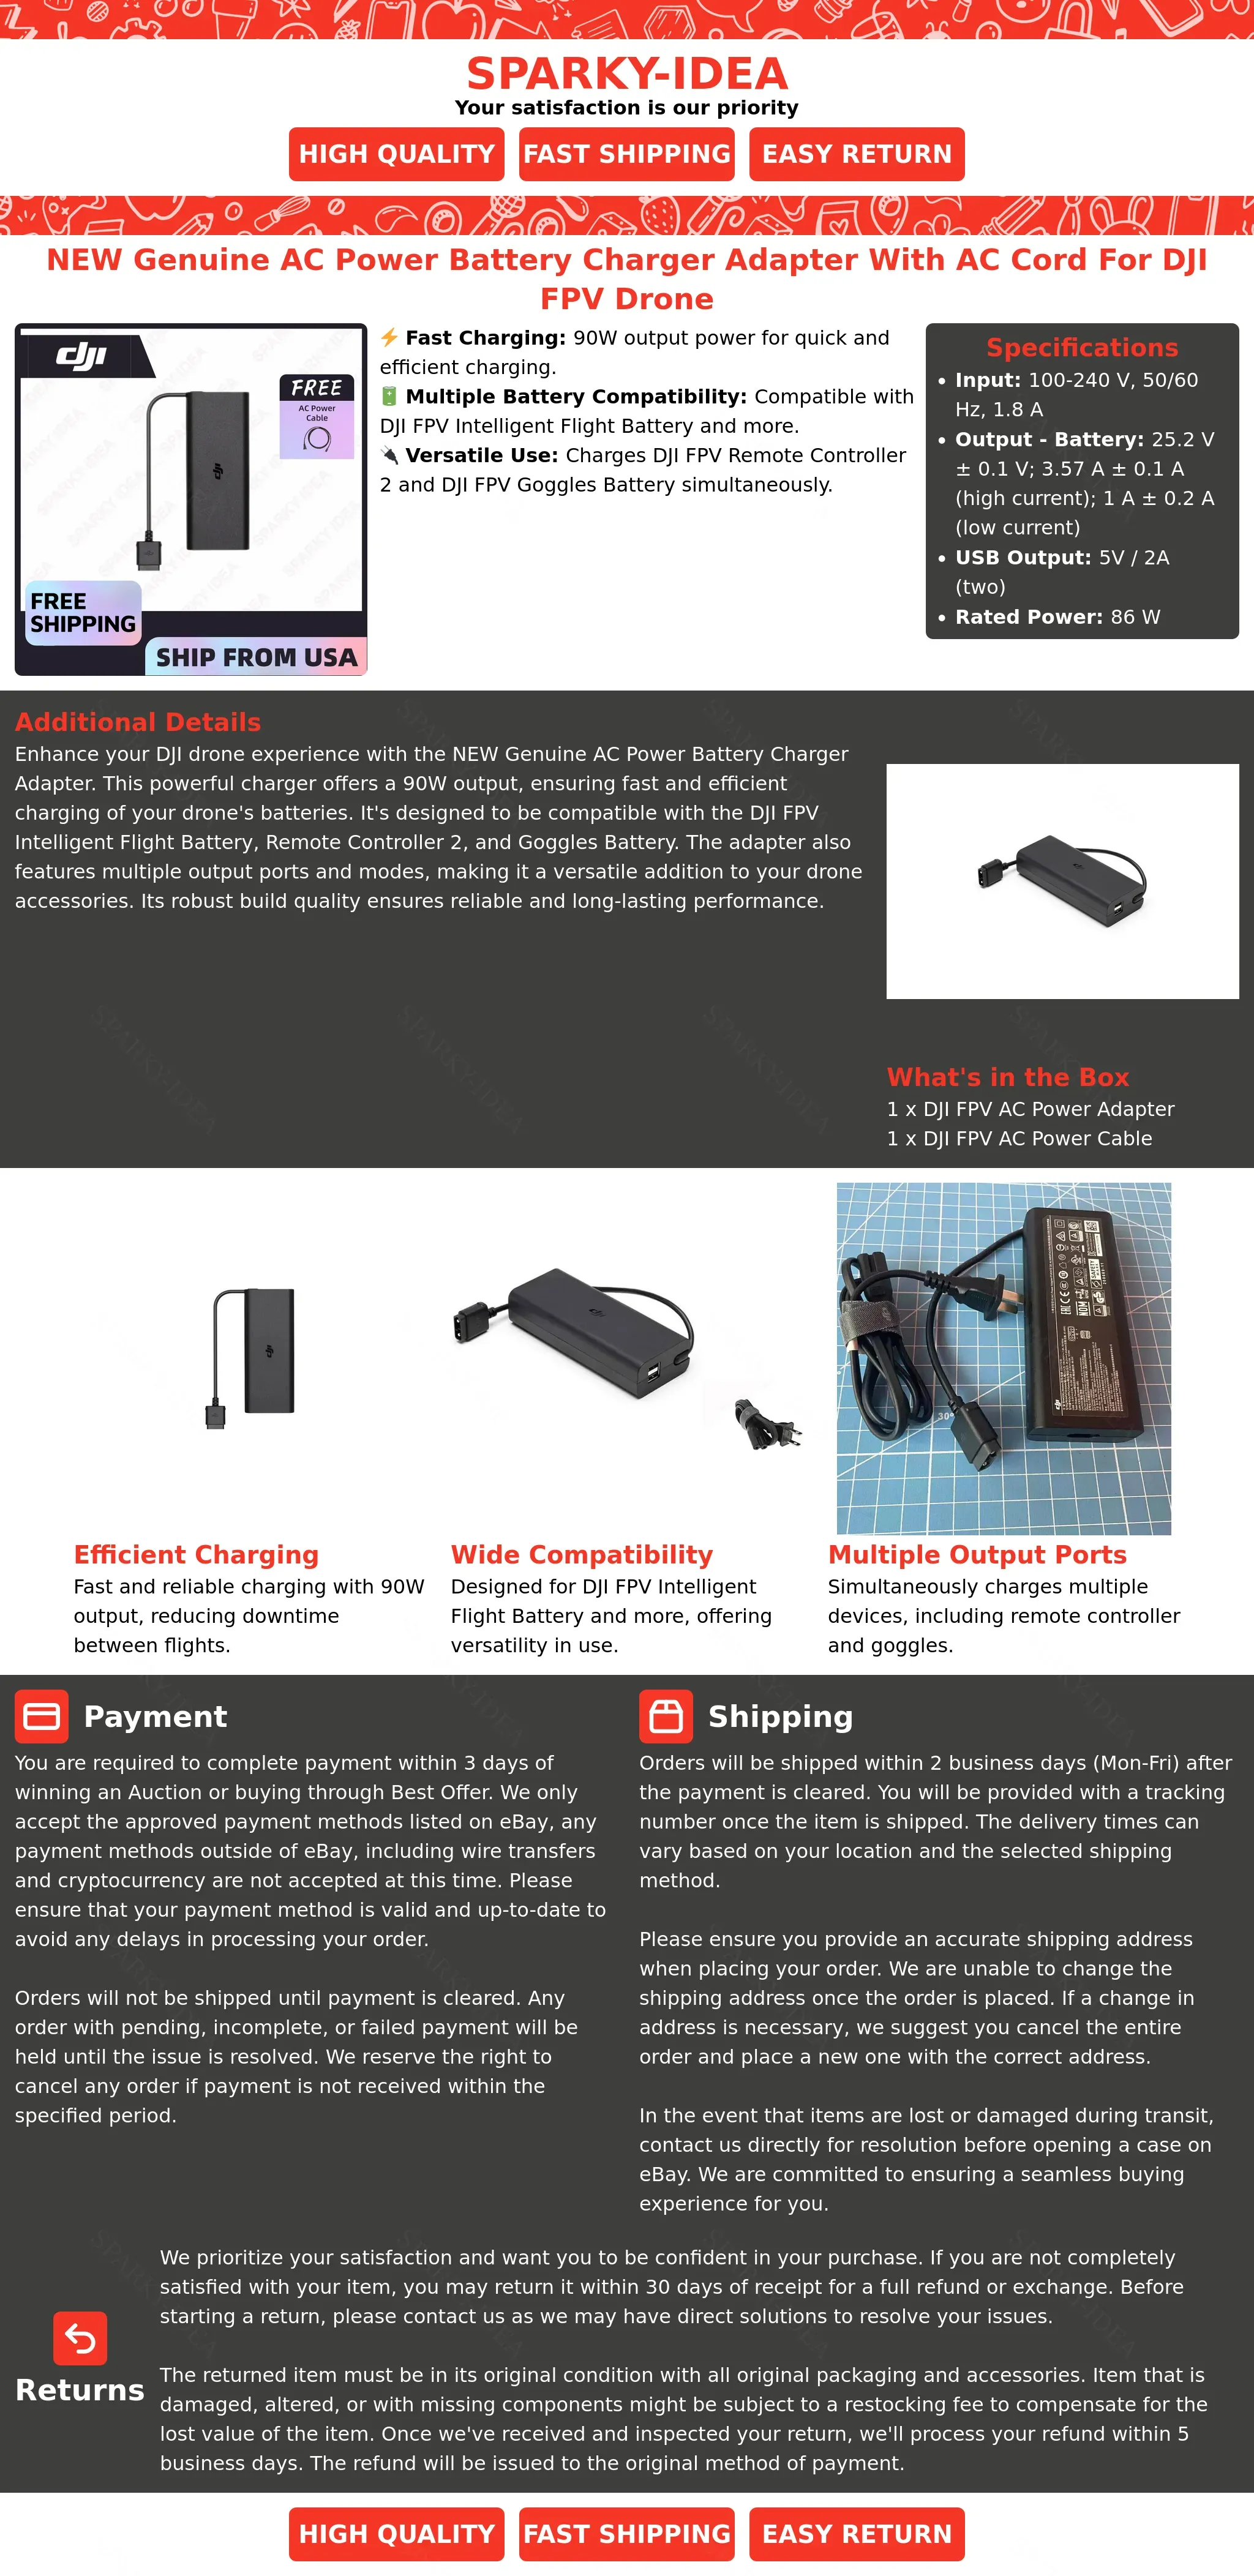 SPARKY-IDEA
Your satisfaction is our priority
HIGH QUALITY
FAST SHIPPING
EASY RETURN
NEW Genuine AC Power Battery Charger Adapter With AC Cord For DJI
FPV Drone
dji
FREE
AC Power
Cable
FREE
SHIPPING
SHIP FROM USA
⚡ Fast Charging: 90W output power for quick and
efficient charging.
🔋 Multiple Battery Compatibility: Compatible with
DJI FPV Intelligent Flight Battery and more.
🔌 Versatile Use: Charges DJI FPV Remote Controller
2 and DJI FPV Goggles Battery simultaneously.
Specifications
• Input: 100-240 V, 50/60
Hz, 1.8 A
• Output - Battery: 25.2 V
± 0.1 V; 3.57 A ± 0.1 A
(high current); 1 A ± 0.2 A
(low current)
• USB Output: 5V / 2A
(two)
• Rated Power: 86 W
Additional Details
Enhance your DJI drone experience with the NEW Genuine AC Power Battery Charger
Adapter. This powerful charger offers a 90W output, ensuring fast and efficient
charging of your drone's batteries. It's designed to be compatible with the DJI FPV
Intelligent Flight Battery, Remote Controller 2, and Goggles Battery. The adapter also
features multiple output ports and modes, making it a versatile addition to your drone
accessories. Its robust build quality ensures reliable and long-lasting performance.
What's in the Box
1 x DJI FPV AC Power Adapter
1 x DJI FPV AC Power Cable
30°
Efficient Charging
Fast and reliable charging with 90W
output, reducing downtime
between flights.
Wide Compatibility
Designed for DJI FPV Intelligent
Flight Battery and more, offering
versatility in use.
Multiple Output Ports
Simultaneously charges multiple
devices, including remote controller
and goggles.
Payment
You are required to complete payment within 3 days of
winning an Auction or buying through Best Offer. We only
accept the approved payment methods listed on eBay, any
payment methods outside of eBay, including wire transfers
and cryptocurrency are not accepted at this time. Please
ensure that your payment method is valid and up-to-date to
avoid any delays in processing your order.
Orders will not be shipped until payment is cleared. Any
order with pending, incomplete, or failed payment will be
held until the issue is resolved. We reserve the right to
cancel any order if payment is not received within the
specified period.
Shipping
Orders will be shipped within 2 business days (Mon-Fri) after
the payment is cleared. You will be provided with a tracking
number once the item is shipped. The delivery times can
vary based on your location and the selected shipping
method.
Please ensure you provide an accurate shipping address
when placing your order. We are unable to change the
shipping address once the order is placed. If a change in
address is necessary, we suggest you cancel the entire
order and place a new one with the correct address.
In the event that items are lost or damaged during transit,
contact us directly for resolution before opening a case on
eBay. We are committed to ensuring a seamless buying
experience for you.
Returns
We prioritize your satisfaction and want you to be confident in your purchase. If you are not completely
satisfied with your item, you may return it within 30 days of receipt for a full refund or exchange. Before
starting a return, please contact us as we may have direct solutions to resolve your issues.
The returned item must be in its original condition with all original packaging and accessories. Item that is
damaged, altered, or with missing components might be subject to a restocking fee to compensate for the
lost value of the item. Once we've received and inspected your return, we'll process your refund within 5
business days. The refund will be issued to the original method of payment.
HIGH QUALITY
FAST SHIPPING
EASY RETURN